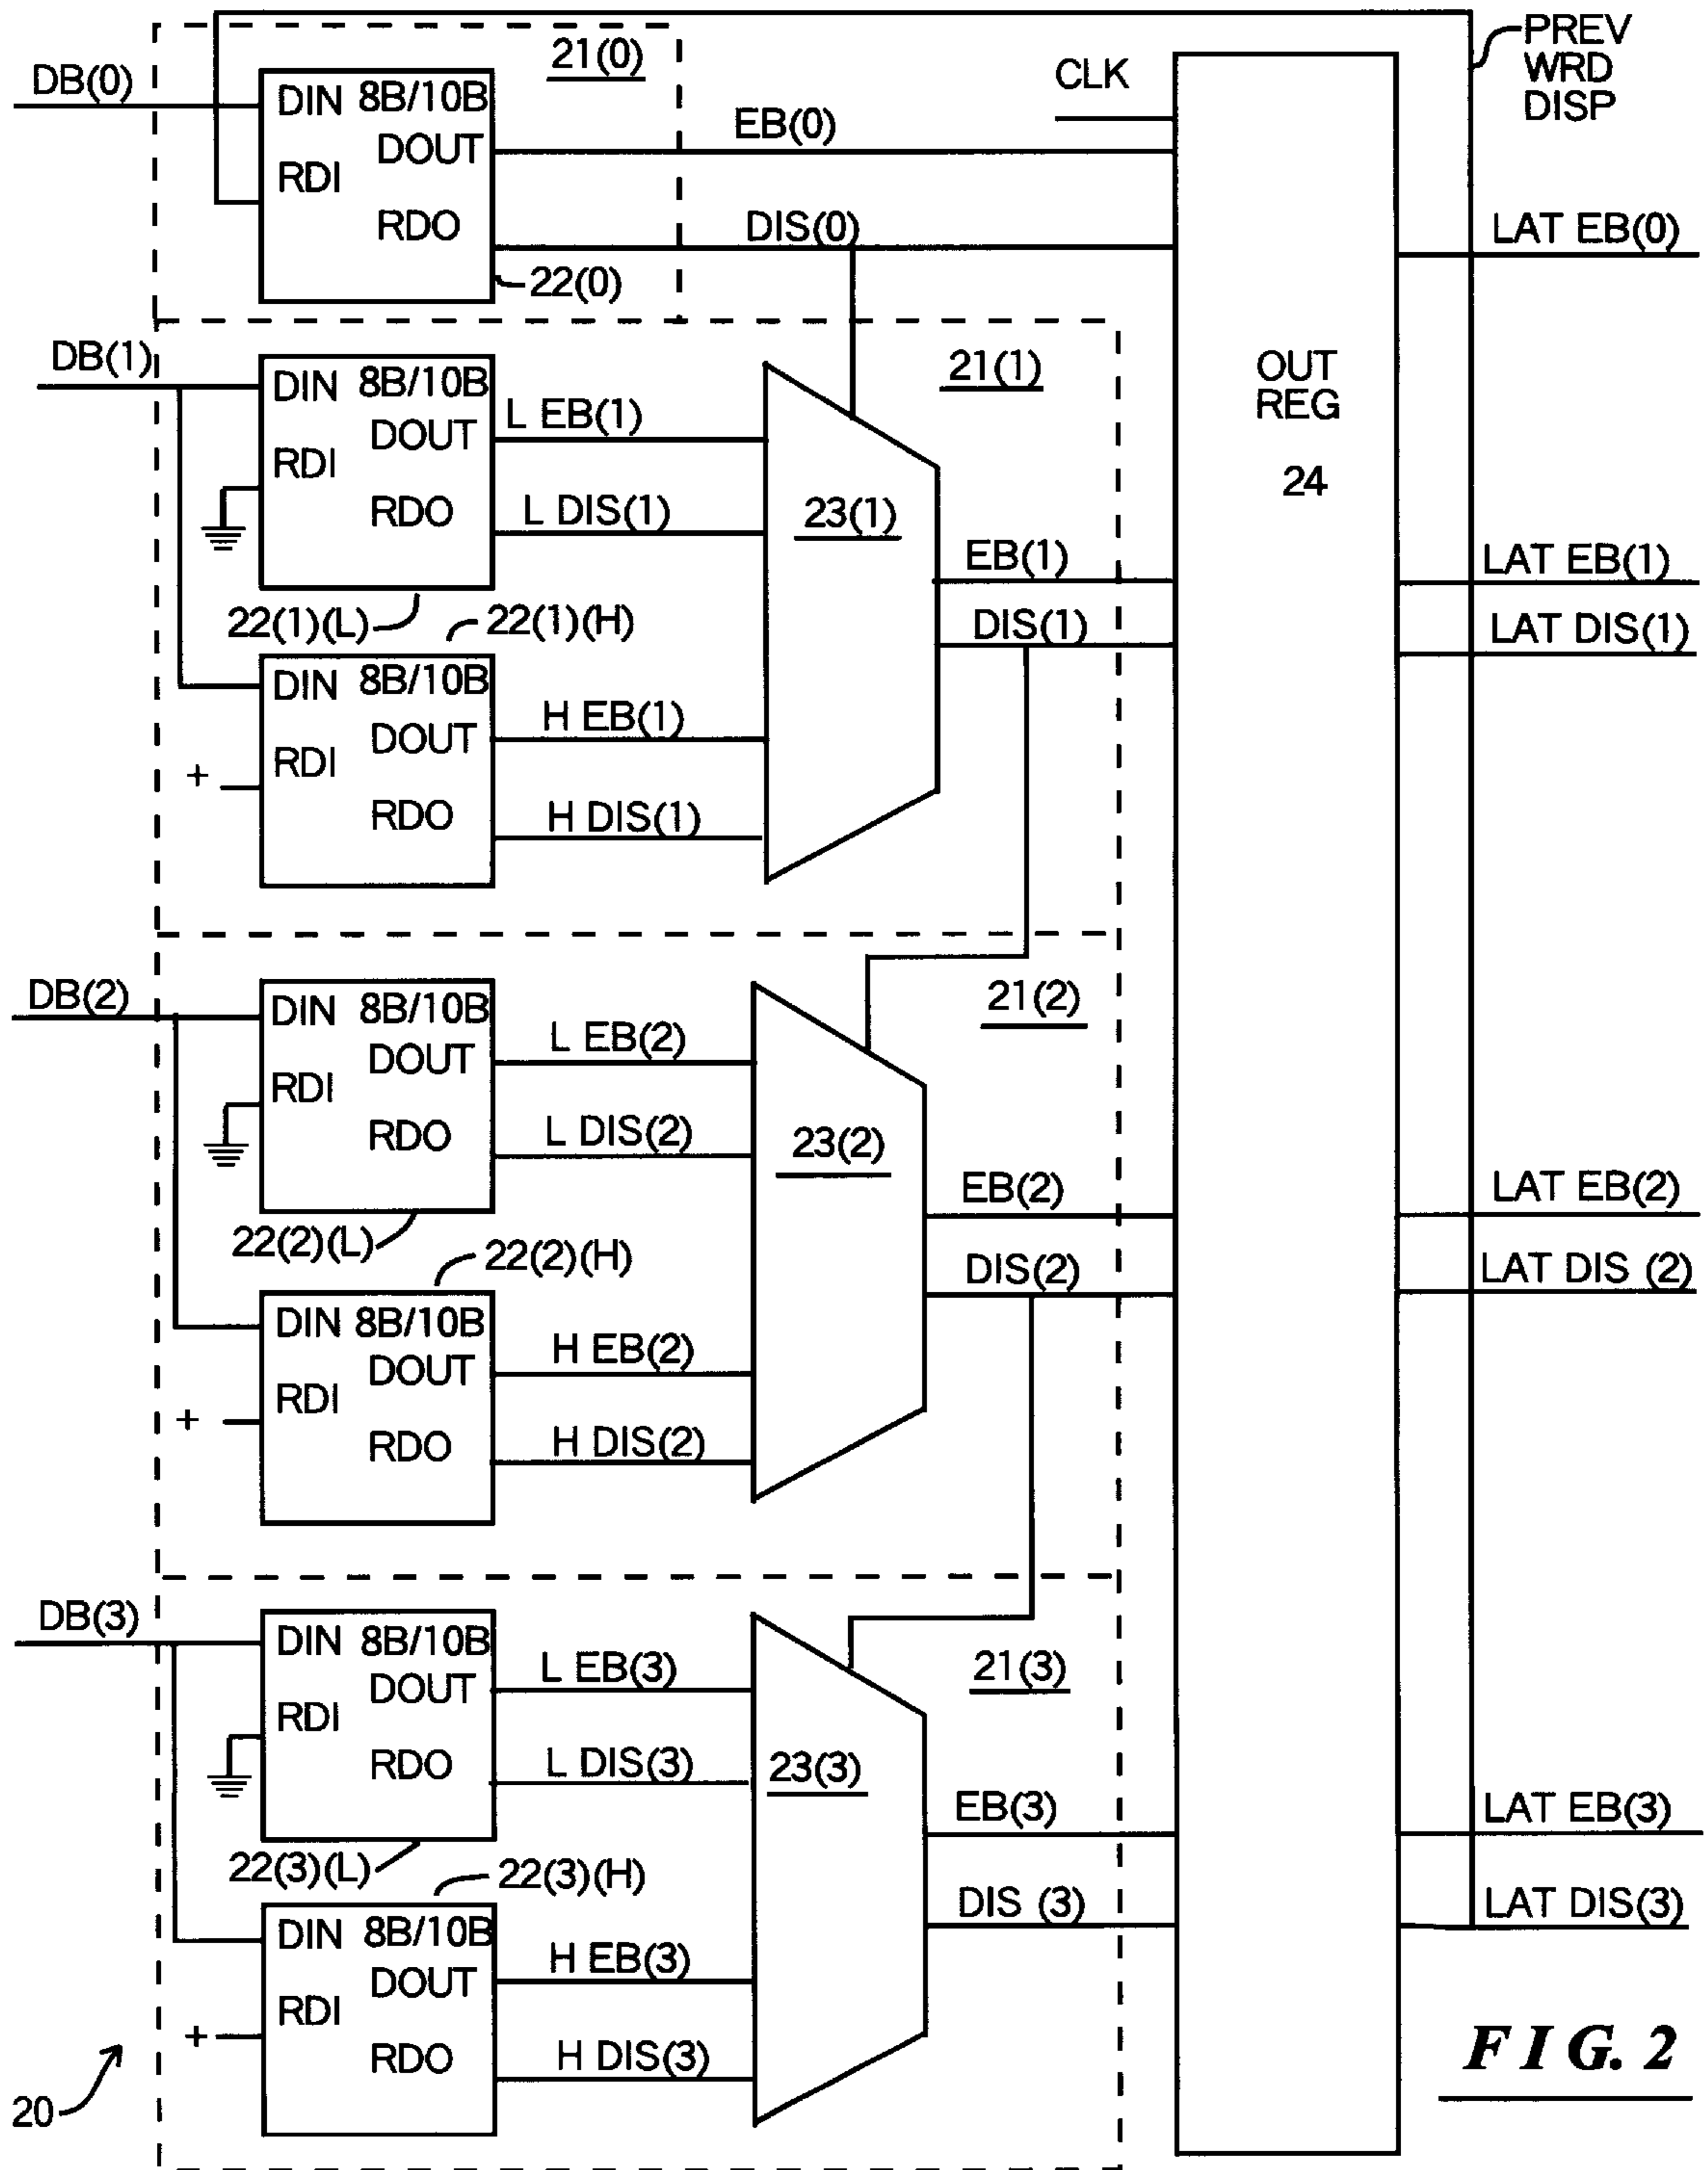 PREV
WRD
DISP
21(0)
DB(0)
DIN 8B/10B
DOUT
RDI
RDO
22(0)
EB(0)
DIS(0)
CLK
LAT EB(0)
OUT
REG
24
DB(1)
DIN 8B/10B
DOUT
RDI
RDO
L EB(1)
L DIS(1)
21(1)
23(1)
EB(1)
DIS(1)
LAT EB(1)
LAT DIS(1)
22(1)(L)
22(1)(H)
DIN 8B/10B
DOUT
RDI
+
RDO
H EB(1)
H DIS(1)
DB(2)
DIN 8B/10B
DOUT
RDI
RDO
L EB(2)
L DIS(2)
21(2)
23(2)
EB(2)
DIS(2)
LAT EB(2)
LAT DIS (2)
22(2)(L)
22(2)(H)
DIN 8B/10B
DOUT
RDI
+
RDO
H EB(2)
H DIS(2)
DB(3)
DIN 8B/10B
DOUT
RDI
RDO
L EB(3)
L DIS(3)
21(3)
23(3)
EB(3)
DIS (3)
LAT EB(3)
LAT DIS(3)
22(3)(L)
22(3)(H)
DIN 8B/10B
DOUT
RDI
+
RDO
H EB(3)
H DIS(3)
20
FIG. 2